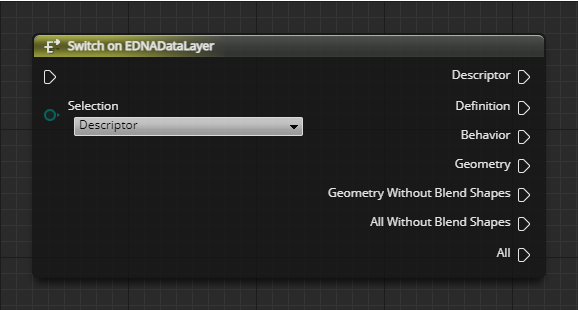 Switch on EDNADataLayer
Descriptor
Selection
Descriptor
Definition
Behavior
Geometry
Geometry Without Blend Shapes
All Without Blend Shapes
All